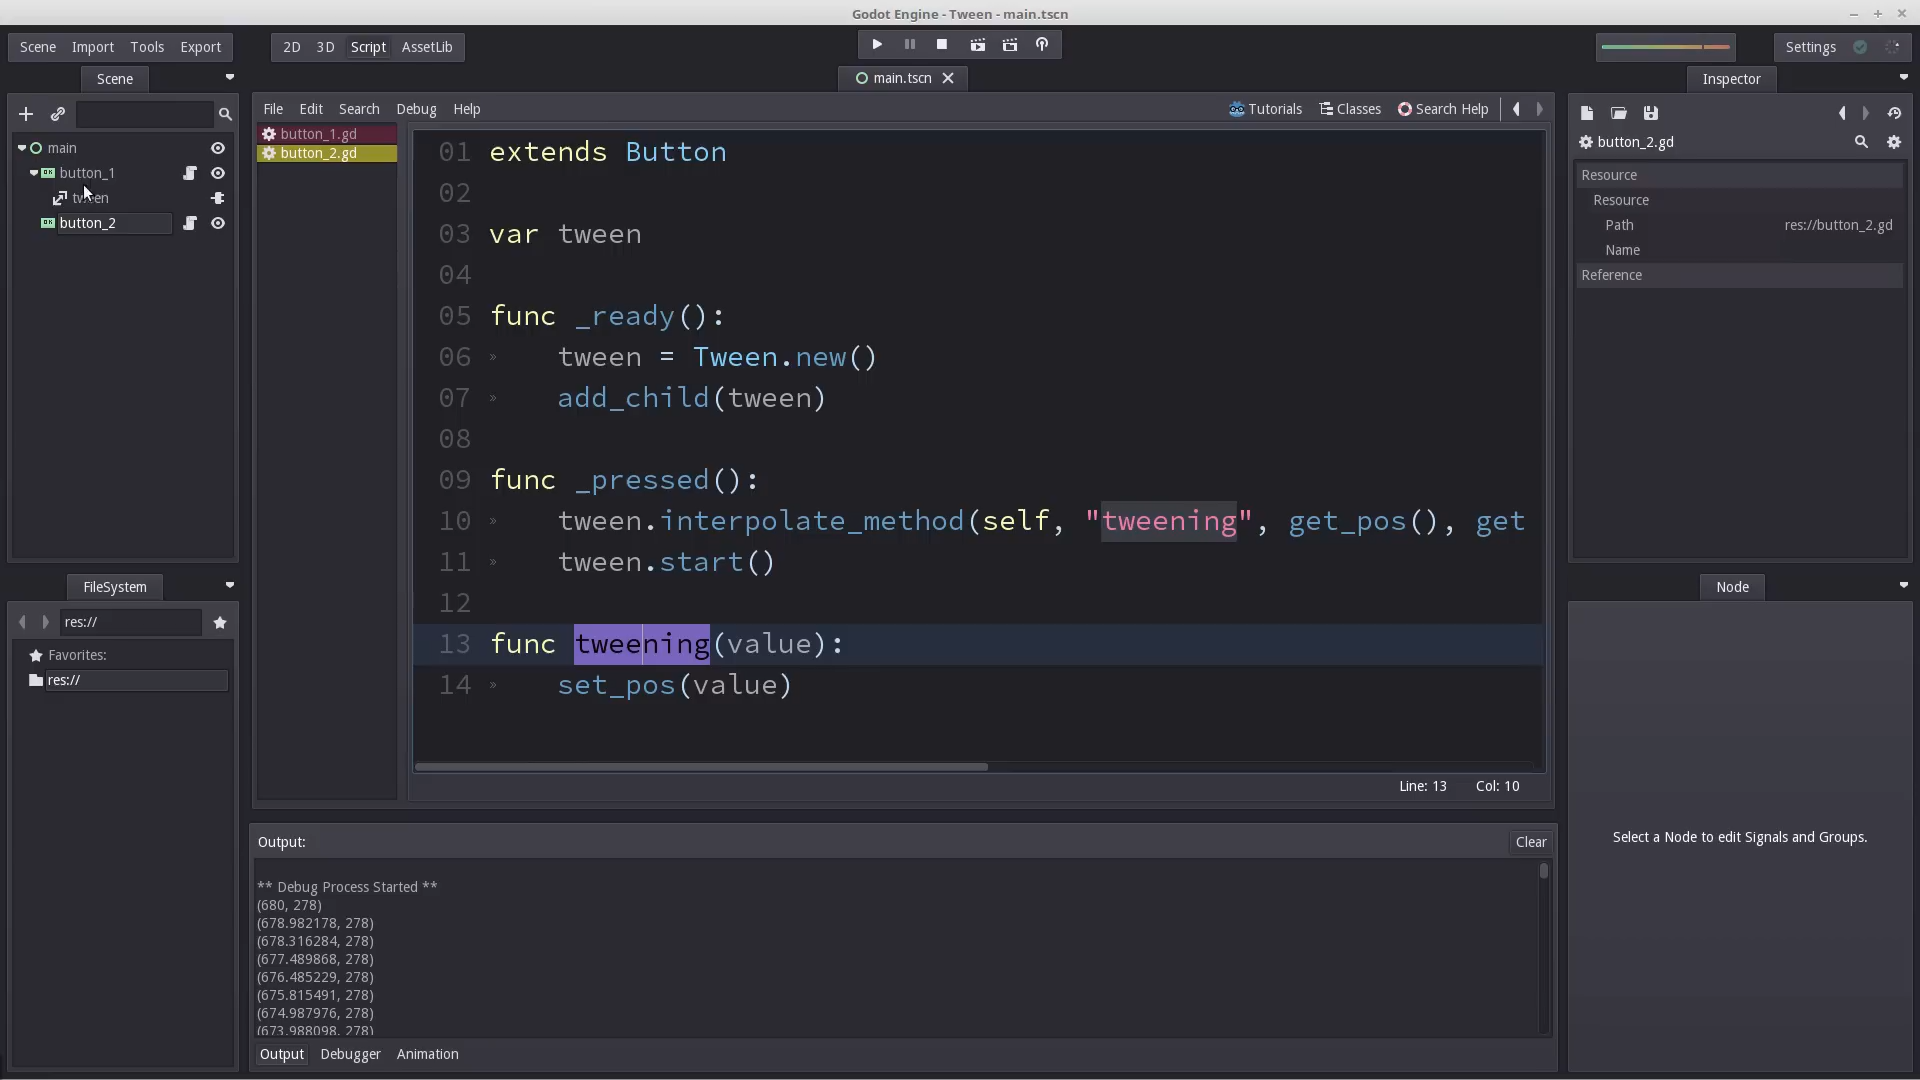 Godot Engine - Tween - main.tscn
Scene Import Tools Export
2D 3D Script AssetLib
Settings
Scene
main.tscn
Inspector
File Edit Search Debug Help
Tutorials Classes Search Help
main
button_1
tween
button_2
button_1.gd
button_2.gd
01 extends Button
02
03 var tween
04
05 func _ready():
06 » tween = Tween.new()
07 » add_child(tween)
08
09 func _pressed():
10 » tween.interpolate_method(self, "tweening", get_pos(), get
11 » tween.start()
12
13 func tweening(value):
14 » set_pos(value)
Line: 13 Col: 10
button_2.gd
Resource
Resource
Path res://button_2.gd
Name
Reference
FileSystem
res://
Favorites:
res://
Output:
Clear
** Debug Process Started **
(680, 278)
(678.982178, 278)
(678.316284, 278)
(677.489868, 278)
(676.485229, 278)
(675.815491, 278)
(674.987976, 278)
(673.988098, 278)
Output Debugger Animation
Node
Select a Node to edit Signals and Groups.